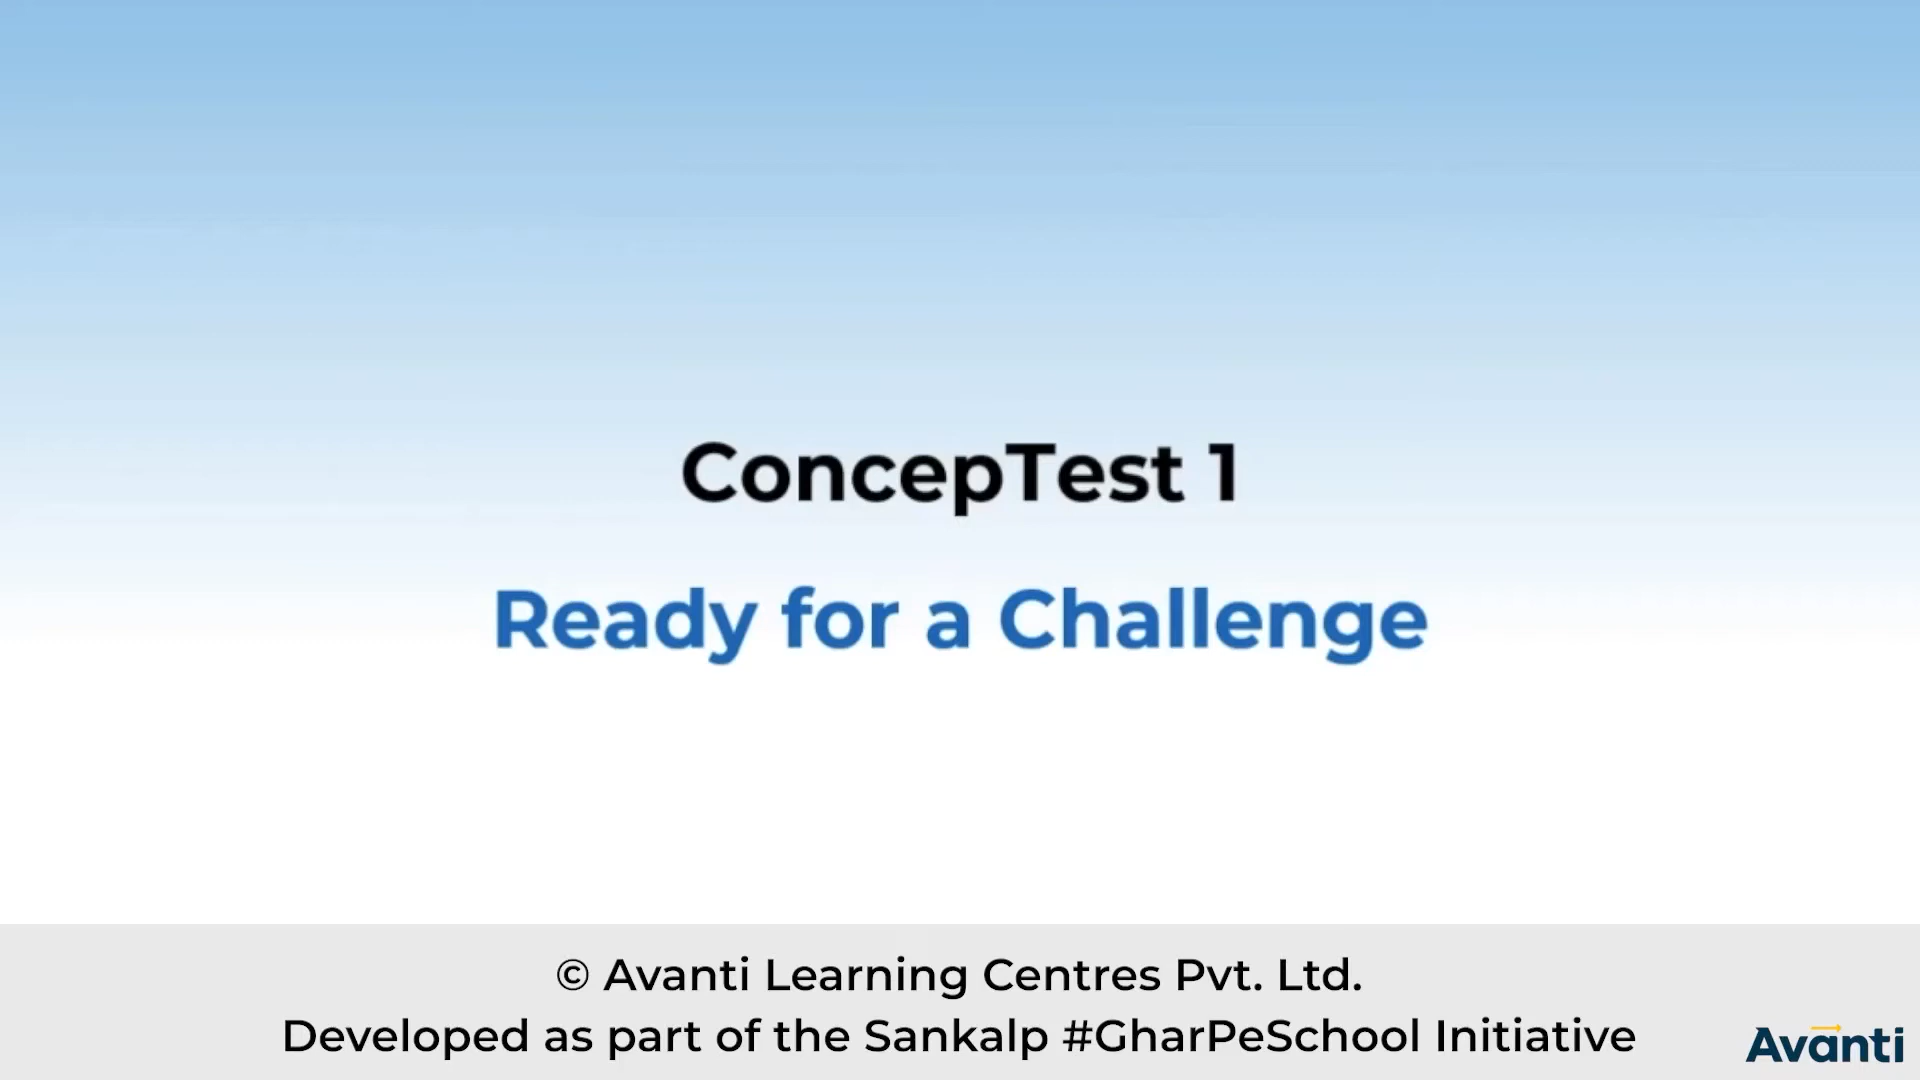 ConcepTest 1
Ready for a Challenge
© Avanti Learning Centres Pvt. Ltd.
Developed as part of the Sankalp #GharPeSchool Initiative
Avanti